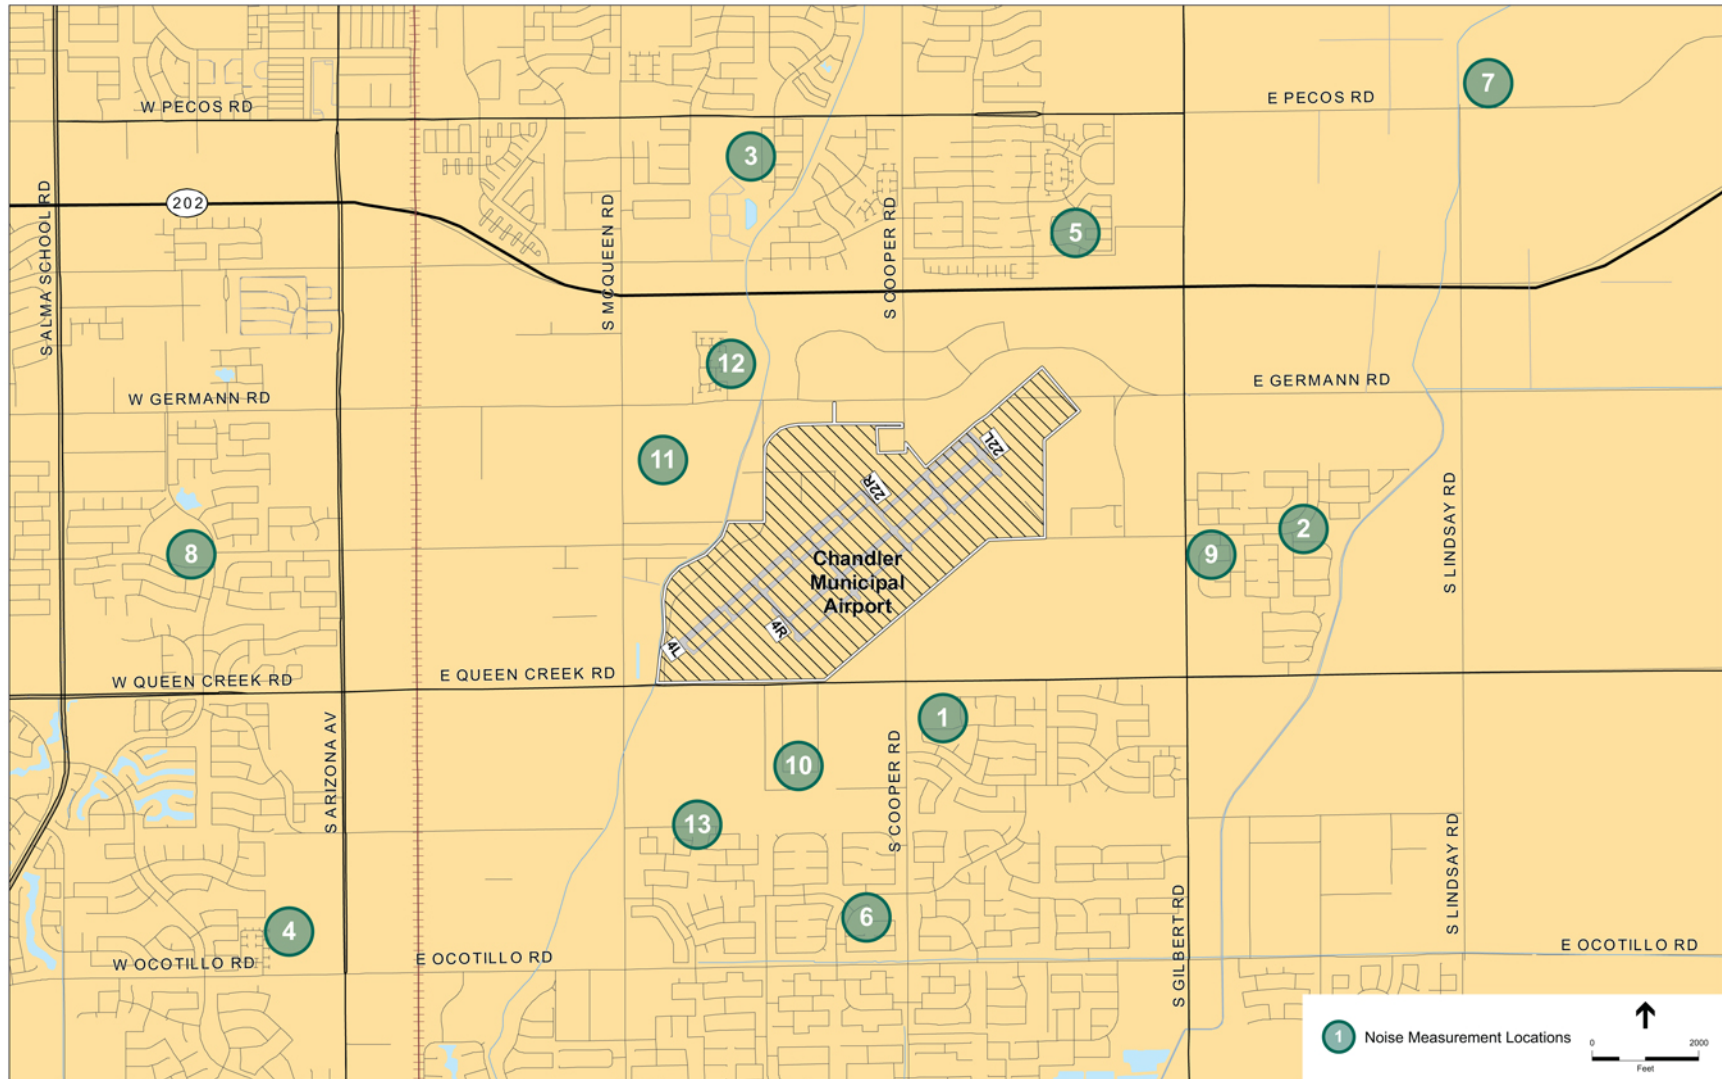 7
E PECOS RD
W PECOS RD
3
S ALMA SCHOOL RD
202
S MCQUEEN RD
S COOPER RD
5
12
E GERMANN RD
W GERMANN RD
11
22L
22R
S LINDSAY RD
2
8
9
Chandler
Municipal
Airport
4R
4L
E QUEEN CREEK RD
W QUEEN CREEK RD
1
S ARIZONA AV
10
S COOPER RD
13
S LINDSAY RD
6
4
S GILBERT RD
E OCOTILLO RD
E OCOTILLO RD
W OCOTILLO RD
1 Noise Measurement Locations
0 2000
Feet